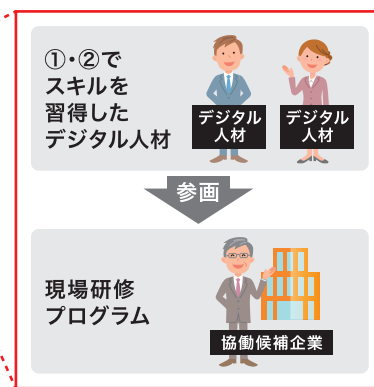 ①・②で
スキルを
習得した
デジタル人材
デジタル
人材
デジタル
人材
参画
現場研修
プログラム
協働候補企業